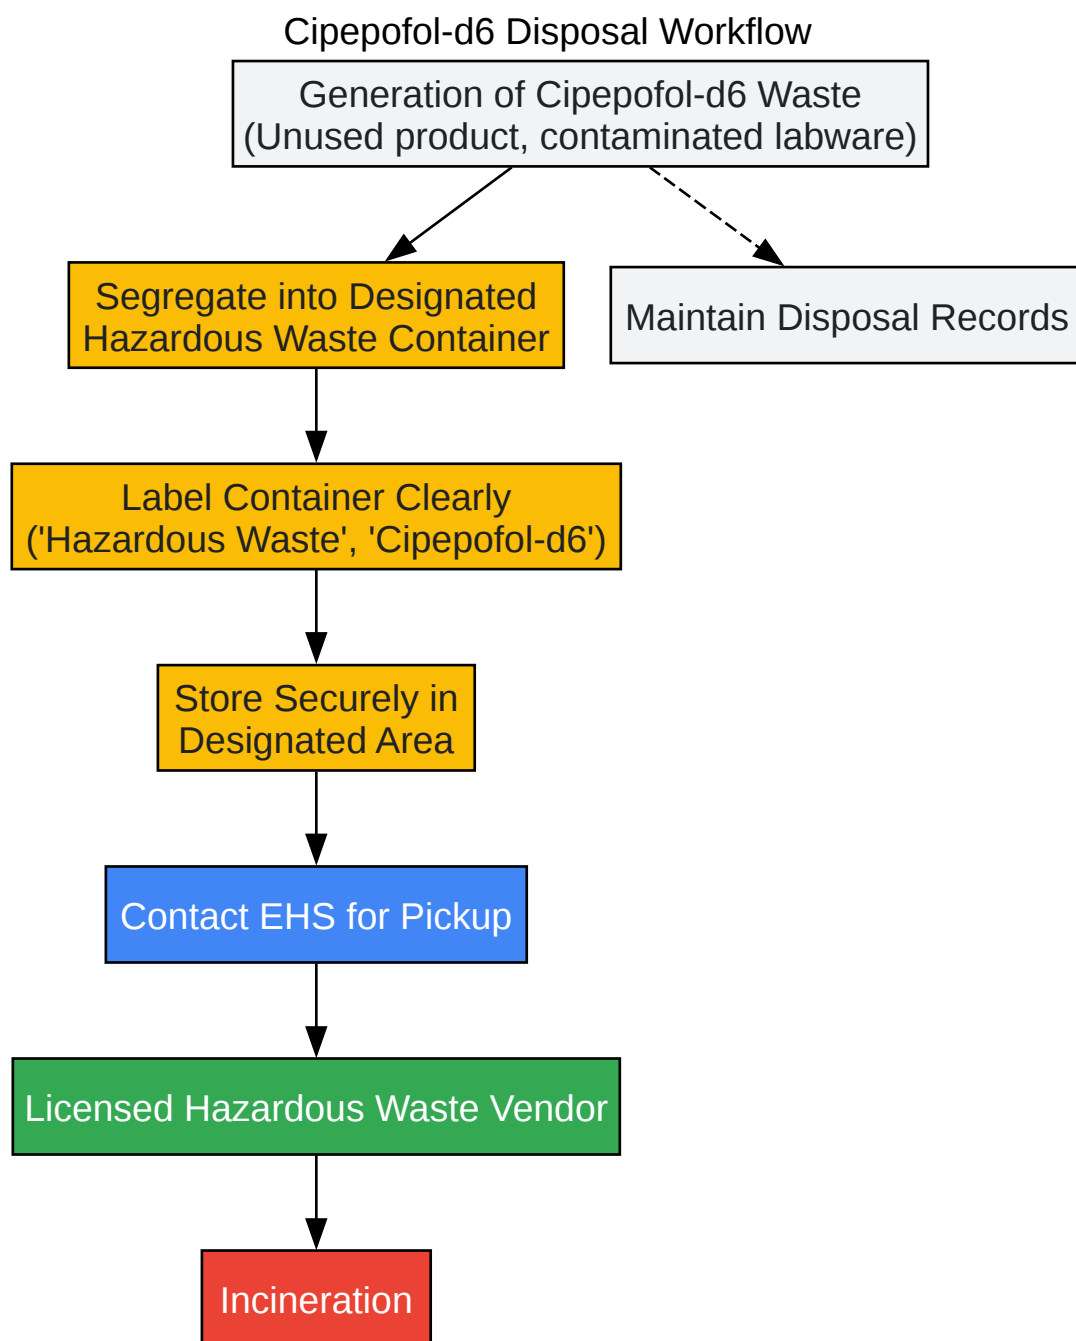 Cipepofol-d6 Disposal Workflow
Generation of Cipepofol-d6 Waste
(Unused product, contaminated labware)
Segregate into Designated
Hazardous Waste Container
Maintain Disposal Records
Label Container Clearly
('Hazardous Waste', 'Cipepofol-d6')
Store Securely in
Designated Area
Contact EHS for Pickup
Licensed Hazardous Waste Vendor
Incineration